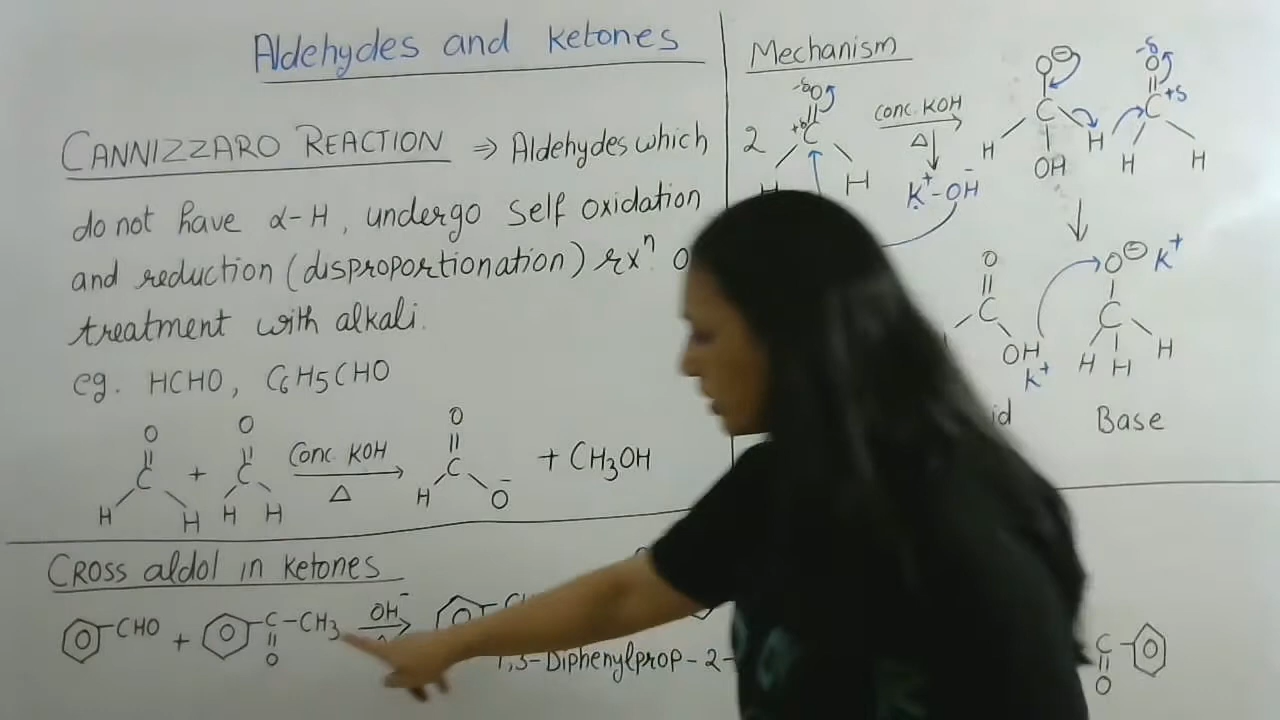 Aldehydes and ketones
CANNIZZARO REACTION ⇒ Aldehydes which
do not have α-H, undergo self oxidation
and reduction (disproportionation) rxⁿ.
treatment with alkali.
eg. HCHO, C6H5CHO
O O O
|| || Conc. KOH ||
C + C → C + CH3OH
H H H H Δ H O⁻
Cross aldol in ketones
CHO + C-CH3 OH⁻ →
|| O
1,3-Diphenylprop-2-
C
|| O
Mechanism
-δ O
||
2 +δ C conc. KOH →
H H Δ
K⁺-OH⁻
O⊖ -δ O
C C +δ
H OH H H H
O O⊖ K⁺
|| C
C H H H
OH
K⁺
Base